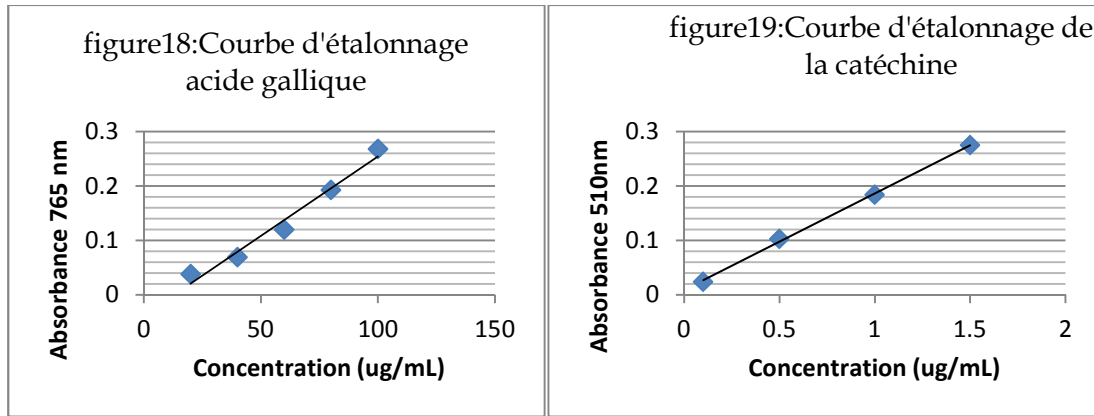 figure18:Courbe d'étalonnage
acide gallique
0.3
0.2
0.1
0
0
50
100
150
Absorbance 765 nm
Concentration (ug/mL)
figure19:Courbe d'étalonnage de
la catéchine
0.3
0.2
0.1
0
0
0.5
1
1.5
2
Absorbance 510nm
Concentration (ug/mL)